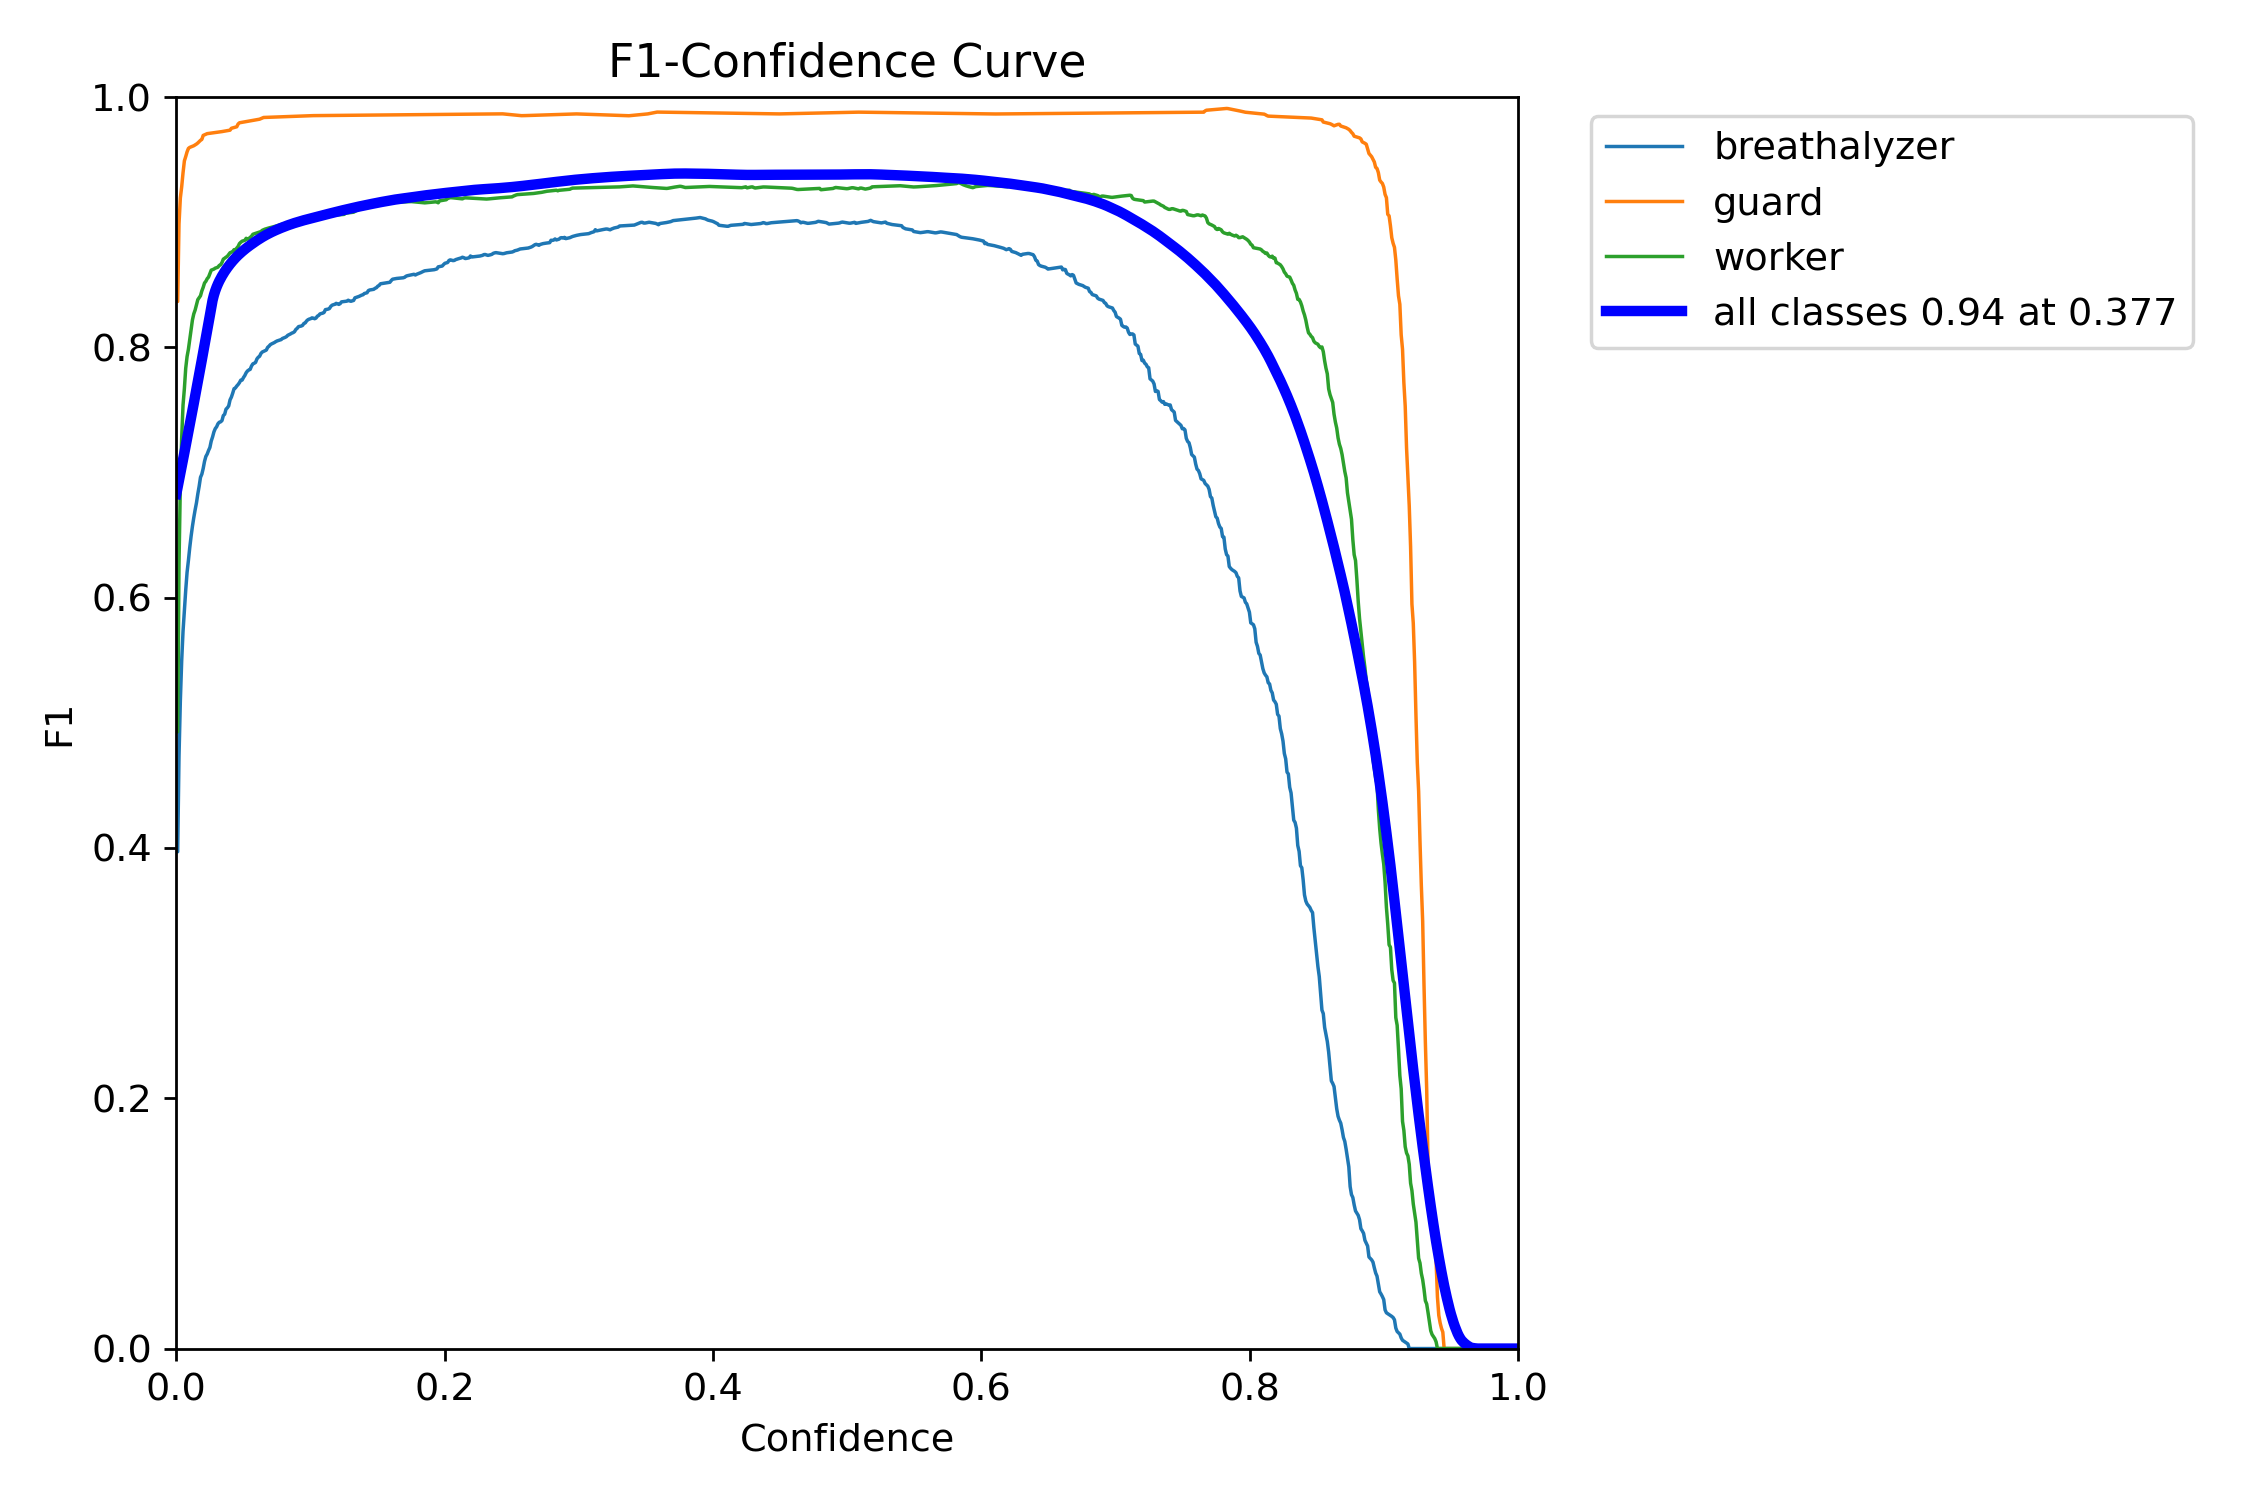 F1-Confidence Curve
1.0
0.8
0.6
0.4
0.2
0.0
F1
0.0 0.2 0.4 0.6 0.8 1.0
Confidence
breathalyzer
guard
worker
all classes 0.94 at 0.377